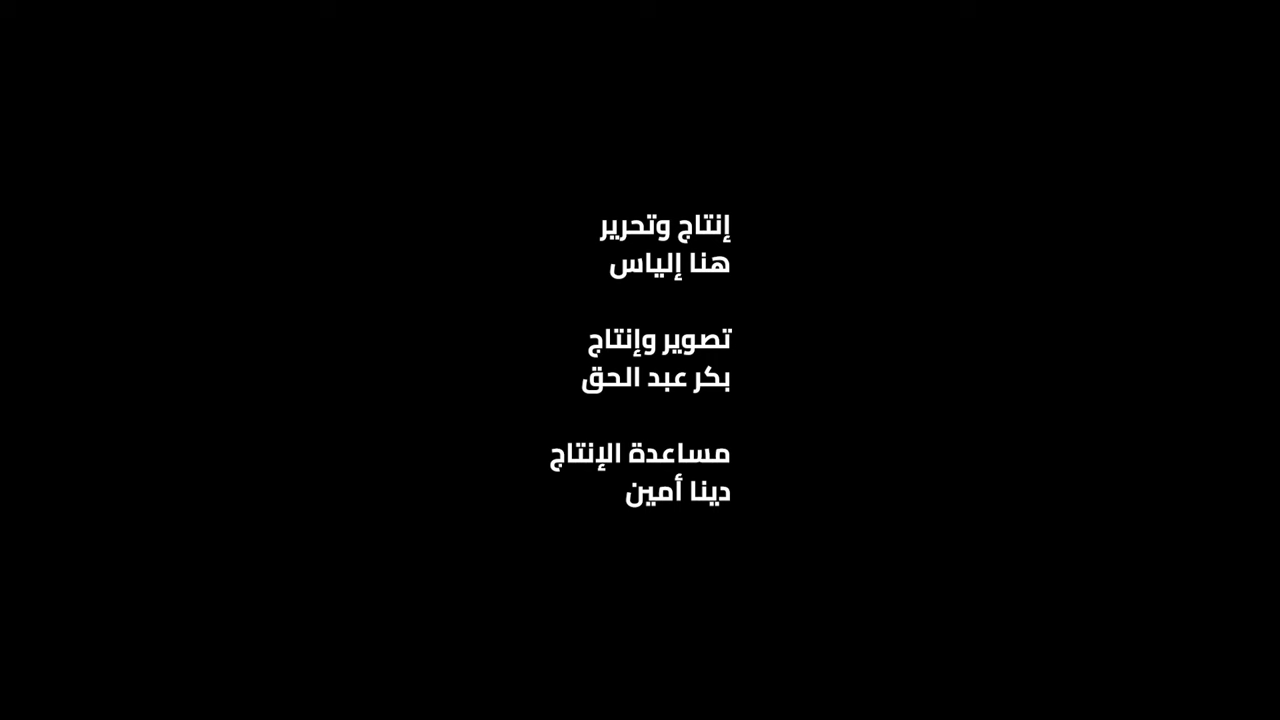 إنتاج وتحرير
هنا إلياس
تصوير وإنتاج
بكر عبد الحق
مساعدة الإنتاج
دينا أمين